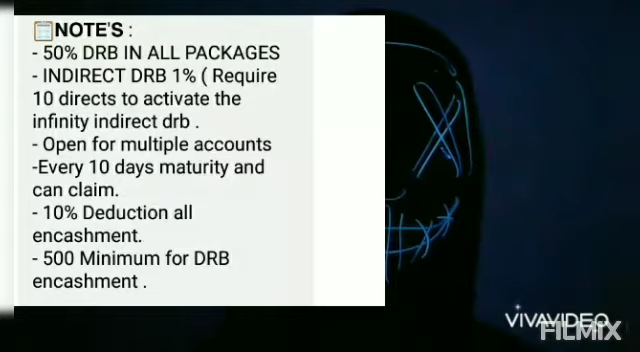 📋NOTE'S :
- 50% DRB IN ALL PACKAGES
- INDIRECT DRB 1% ( Require
10 directs to activate the
infinity indirect drb .
- Open for multiple accounts
-Every 10 days maturity and
can claim.
- 10% Deduction all
encashment.
- 500 Minimum for DRB
encashment .
VIVAVIDEO
FILMIX